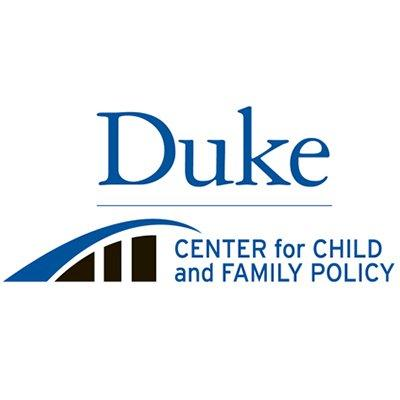 Duke
CENTER for CHILD
and FAMILY POLICY